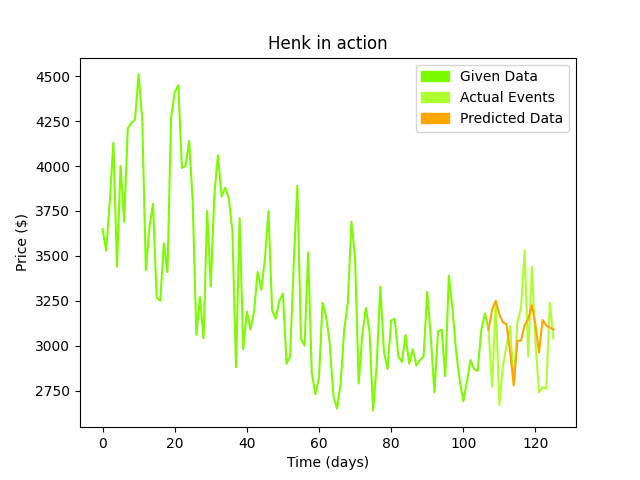 Henk in action
Given Data
Actual Events
Predicted Data
Price ($)
4500
4250
4000
3750
3500
3250
3000
2750
0 20 40 60 80 100 120
Time (days)